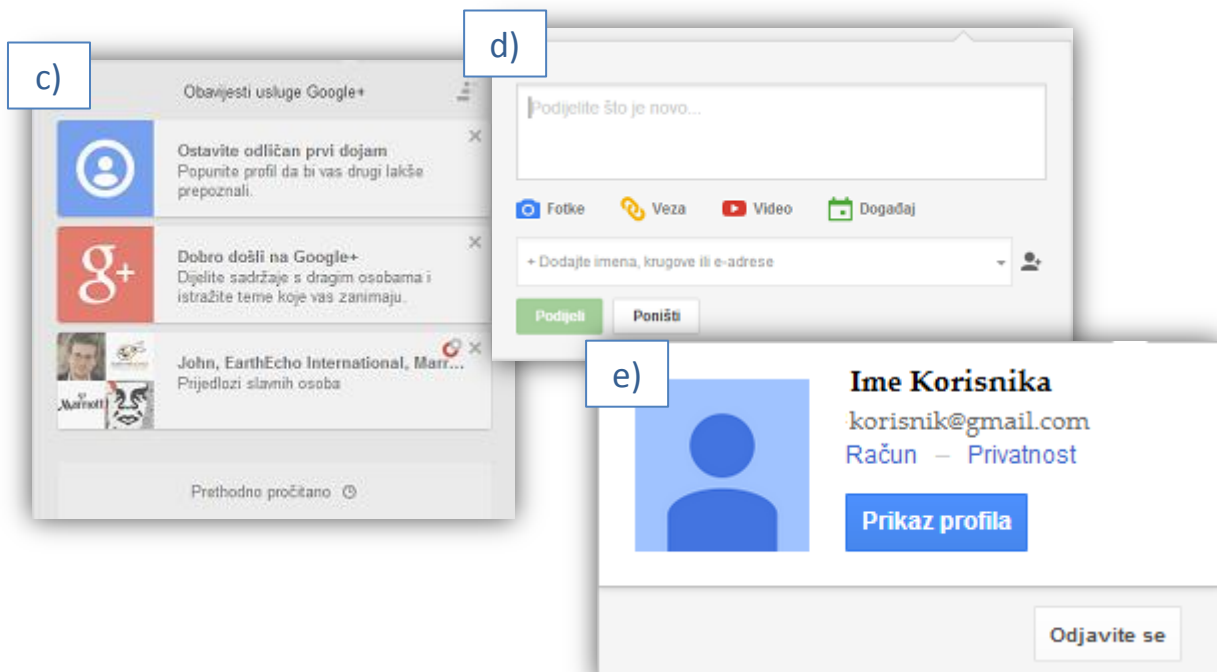 c)
Obavijesti usluge Google+
Ostavite odličan prvi dojam
Popunite profil da bi vas drugi lakše
prepoznali.
g+
Dobro došli na Google+
Dijelite sadržaje s dragim osobama i
istražite teme koje vas zanimaju.
Marriott
John, EarthEcho International, Marr...
Prijedlozi slavnih osoba
Prethodno pročitano
d)
Podijelite što je novo...
Fotke Veza Video Događaj
+ Dodajte imena, krugove ili e-adrese
Podijeli Poništi
e)
Ime Korisnika
korisnik@gmail.com
Račun – Privatnost
Prikaz profila
Odjavite se